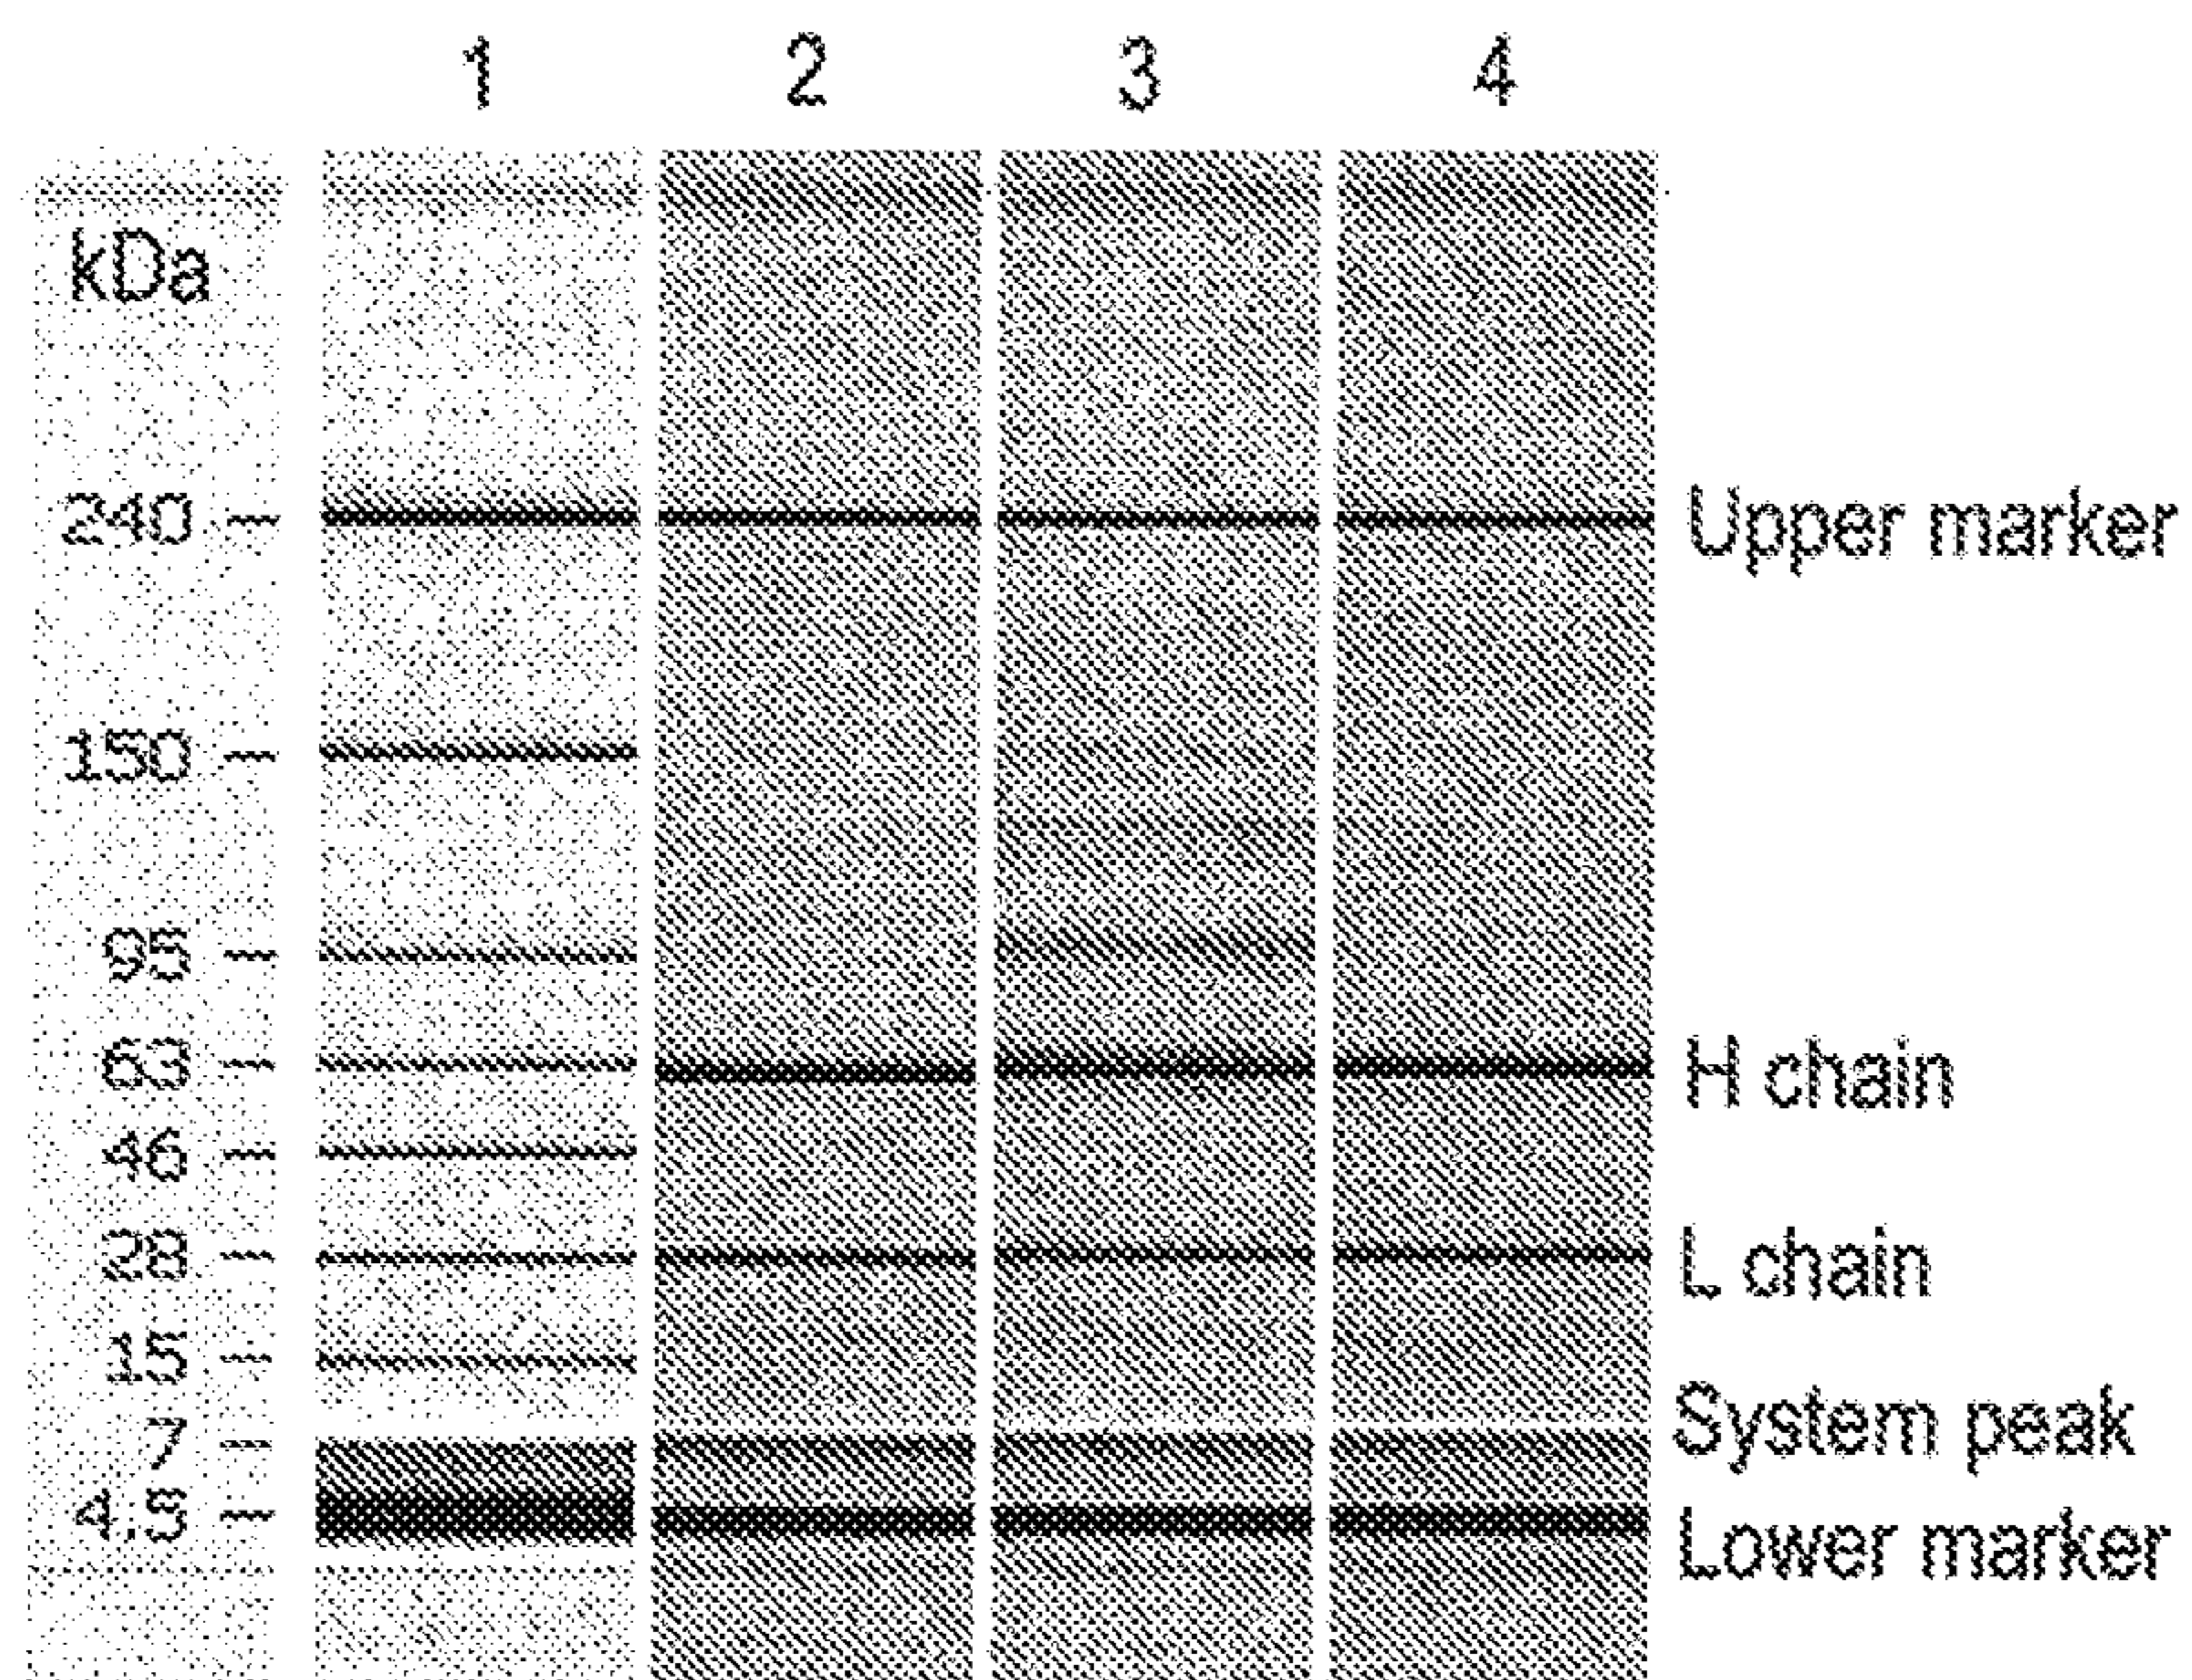 1 2 3 4
kDa
240
Upper marker
150
95
63
H chain
46
28
L chain
15
7
System peak
4.5
Lower marker